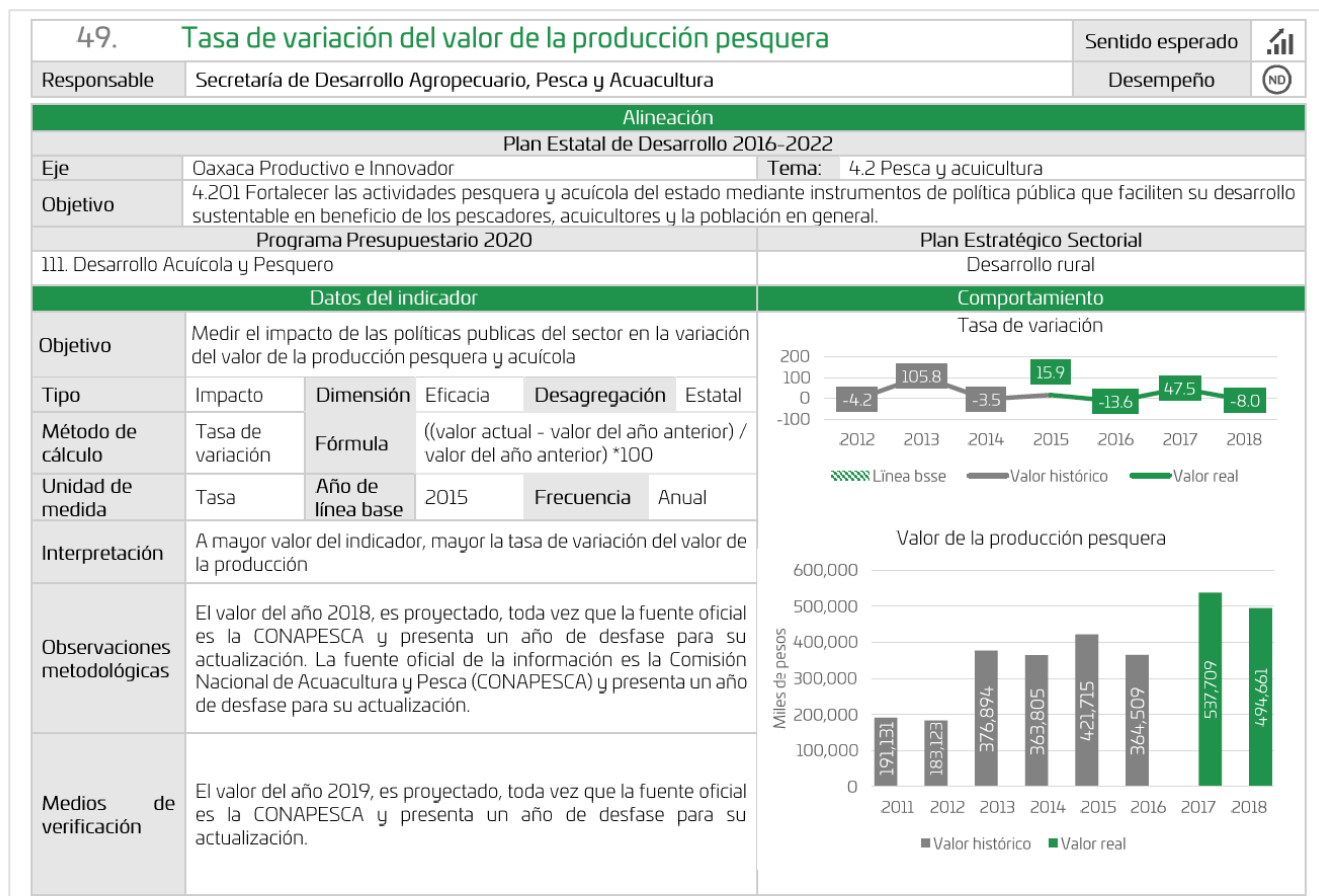 49. Tasa de variación del valor de la producción pesquera Sentido esperado
Responsable Secretaría de Desarrollo Agropecuario, Pesca y Acuacultura Desempeño ND
Alineación
Plan Estatal de Desarrollo 2016-2022
Eje Oaxaca Productivo e Innovador Tema: 4.2 Pesca y acuicultura
Objetivo
4.201 Fortalecer las actividades pesquera y acuícola del estado mediante instrumentos de política pública que faciliten su desarrollo
sustentable en beneficio de los pescadores, acuicultores y la población en general.
Programa Presupuestario 2020 Plan Estratégico Sectorial
111. Desarrollo Acuícola y Pesquero Desarrollo rural
Datos del indicador
Objetivo
Medir el impacto de las políticas publicas del sector en la variación
del valor de la producción pesquera y acuícola
Tipo Impacto Dimensión Eficacia Desagregación Estatal
Método de
cálculo
Tasa de
variación
Fórmula
((valor actual - valor del año anterior) /
valor del año anterior) *100
Unidad de
medida
Tasa
Año de
línea base
2015 Frecuencia Anual
Interpretación
A mayor valor del indicador, mayor la tasa de variación del valor de
la producción
Observaciones
metodológicas
El valor del año 2018, es proyectado, toda vez que la fuente oficial
es la CONAPESCA y presenta un año de desfase para su
actualización. La fuente oficial de la información es la Comisión
Nacional de Acuacultura y Pesca (CONAPESCA) y presenta un año
de desfase para su actualización.
Medios de
verificación
El valor del año 2019, es proyectado, toda vez que la fuente oficial
es la CONAPESCA y presenta un año de desfase para su
actualización.
Comportamiento
Tasa de variación
200
100
0
-100
-4.2 105.8 -3.5 15.9 -13.6 47.5 -8.0
2012 2013 2014 2015 2016 2017 2018
Línea bsse Valor histórico Valor real
Valor de la producción pesquera
Miles de pesos
600,000
500,000
400,000
300,000
200,000
100,000
0
191,131 183,123 376,894 363,805 421,715 364,509 537,709 494,661
2011 2012 2013 2014 2015 2016 2017 2018
Valor histórico Valor real